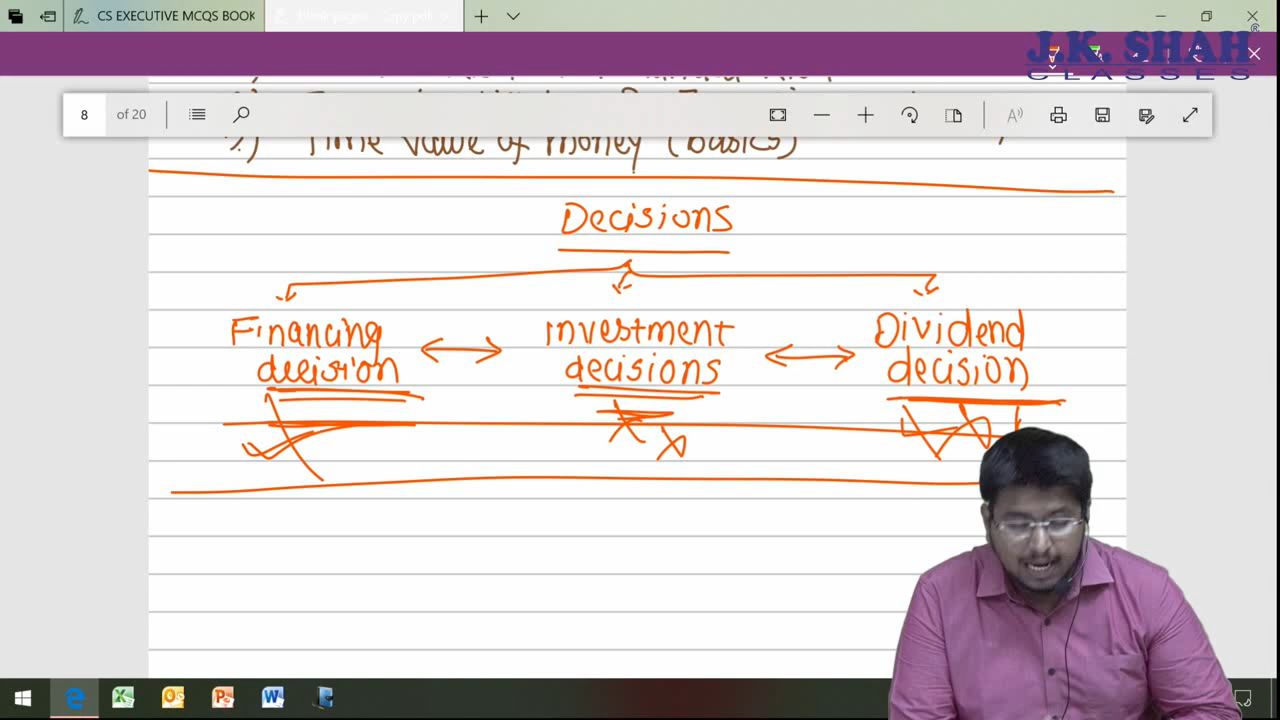 CS EXECUTIVE MCQS BOOK
J.K. SHAH®
CLASSES
8 of 20
Time Value of Money (Basics)
Decisions
Financing decision
Investment decisions
Dividend decision